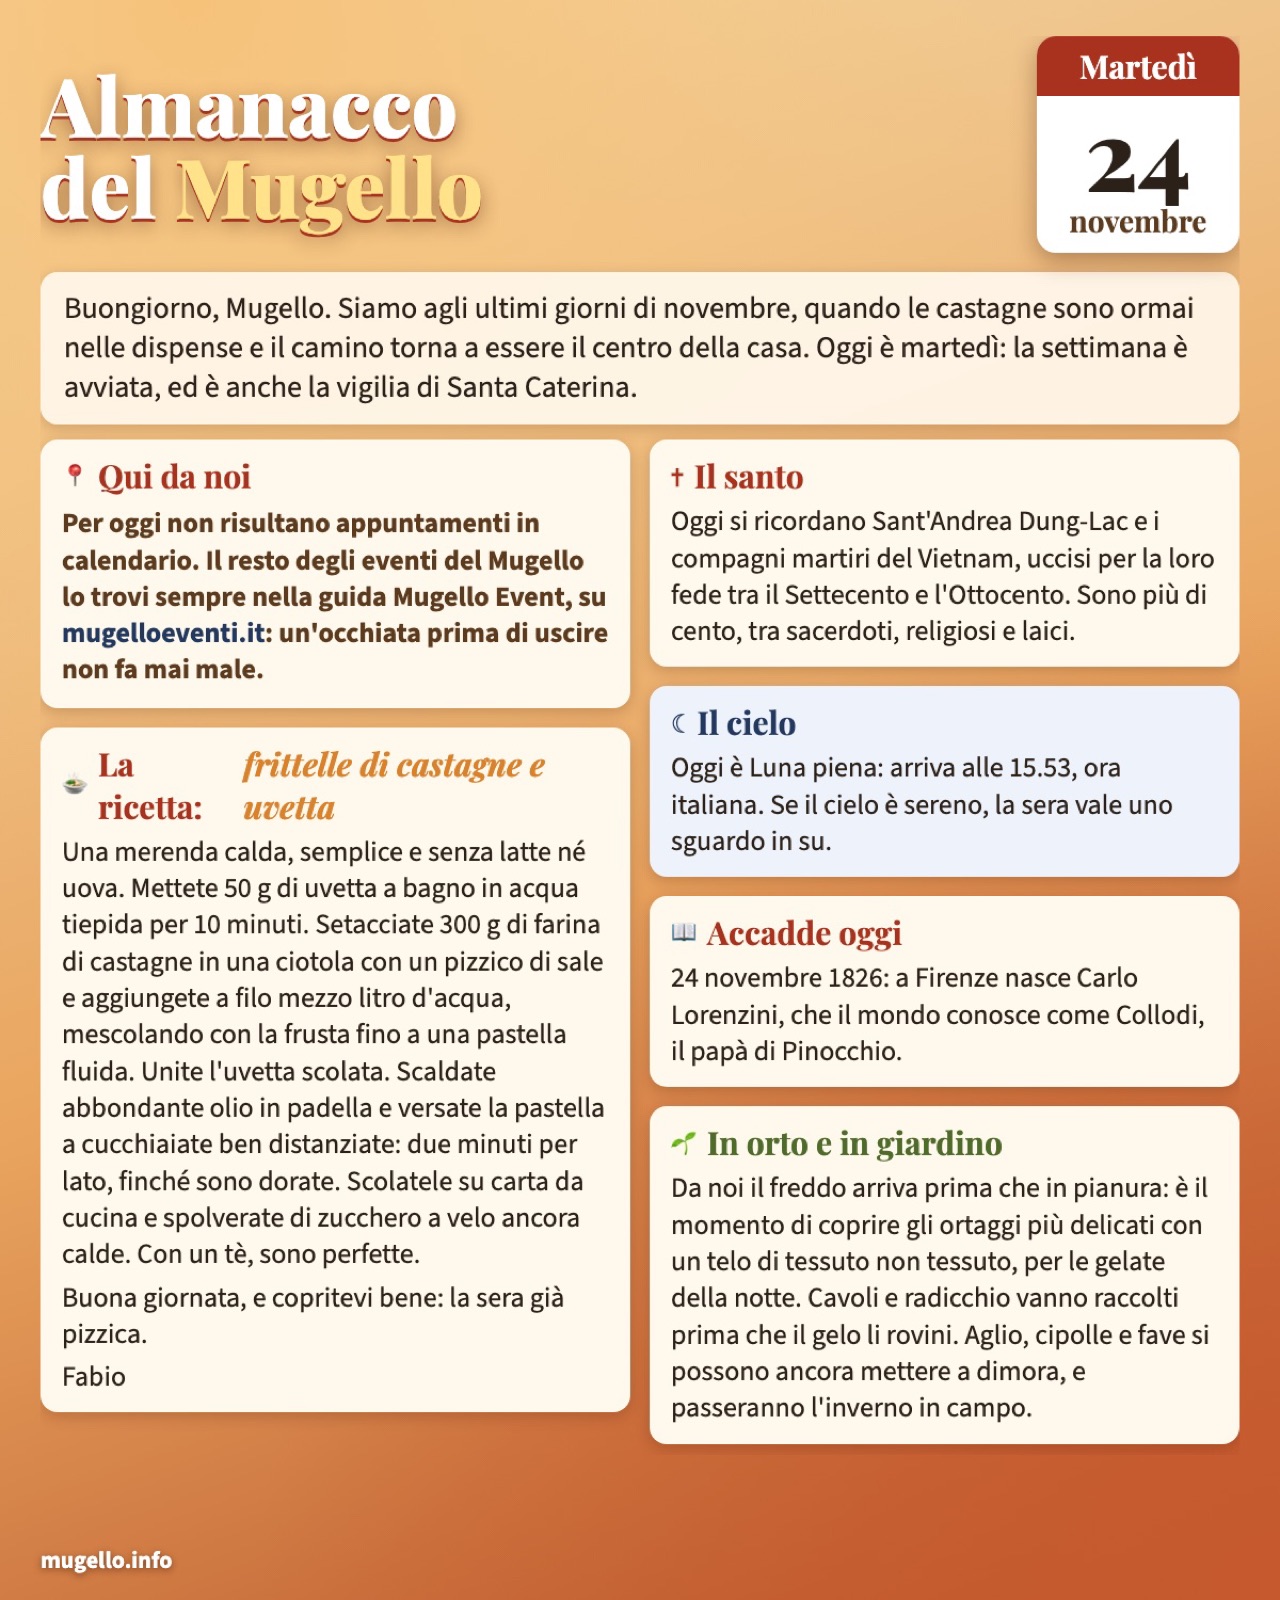 Almanacco
del Mugello
Martedì
24
novembre
Buongiorno, Mugello. Siamo agli ultimi giorni di novembre, quando le castagne sono ormai
nelle dispense e il camino torna a essere il centro della casa. Oggi è martedì: la settimana è
avviata, ed è anche la vigilia di Santa Caterina.
Qui da noi
Per oggi non risultano appuntamenti in
calendario. Il resto degli eventi del Mugello
lo trovi sempre nella guida Mugello Event, su
mugelloeventi.it: un'occhiata prima di uscire
non fa mai male.
La ricetta: frittelle di castagne e uvetta
Una merenda calda, semplice e senza latte né
uova. Mettete 50 g di uvetta a bagno in acqua
tiepida per 10 minuti. Setacciate 300 g di farina
di castagne in una ciotola con un pizzico di sale
e aggiungete a filo mezzo litro d'acqua,
mescolando con la frusta fino a una pastella
fluida. Unite l'uvetta scolata. Scaldate
abbondante olio in padella e versate la pastella
a cucchiaiate ben distanziate: due minuti per
lato, finché sono dorate. Scolatele su carta da
cucina e spolverate di zucchero a velo ancora
calde. Con un tè, sono perfette.
Buona giornata, e copritevi bene: la sera già
pizzica.
Fabio
Il santo
Oggi si ricordano Sant'Andrea Dung-Lac e i
compagni martiri del Vietnam, uccisi per la loro
fede tra il Settecento e l'Ottocento. Sono più di
cento, tra sacerdoti, religiosi e laici.
Il cielo
Oggi è Luna piena: arriva alle 15.53, ora
italiana. Se il cielo è sereno, la sera vale uno
sguardo in su.
Accadde oggi
24 novembre 1826: a Firenze nasce Carlo
Lorenzini, che il mondo conosce come Collodi,
il papà di Pinocchio.
In orto e in giardino
Da noi il freddo arriva prima che in pianura: è il
momento di coprire gli ortaggi più delicati con
un telo di tessuto non tessuto, per le gelate
della notte. Cavoli e radicchio vanno raccolti
prima che il gelo li rovini. Aglio, cipolle e fave si
possono ancora mettere a dimora, e
passeranno l'inverno in campo.
mugello.info